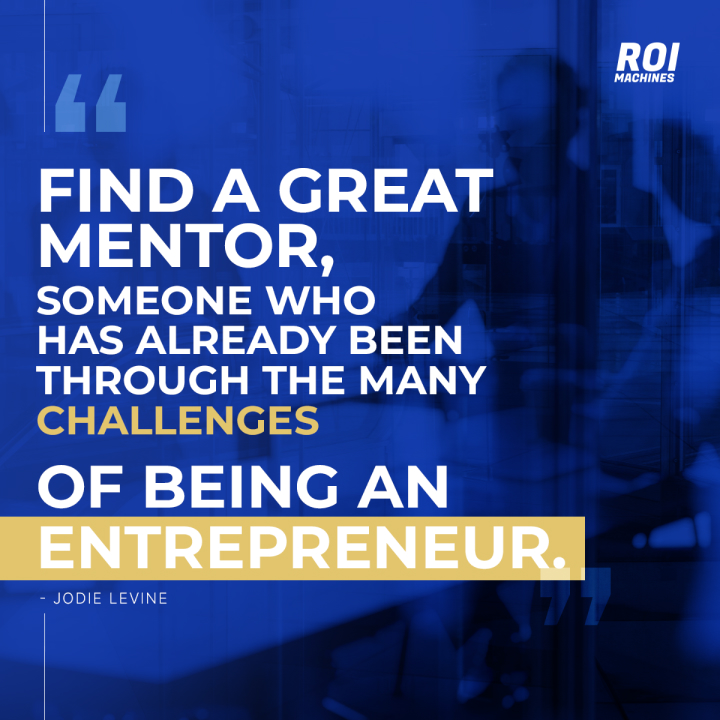 ROI
MACHINES
“
FIND A GREAT
MENTOR,
SOMEONE WHO
HAS ALREADY BEEN
THROUGH THE MANY
CHALLENGES
OF BEING AN
ENTREPRENEUR.
”
- JODIE LEVINE